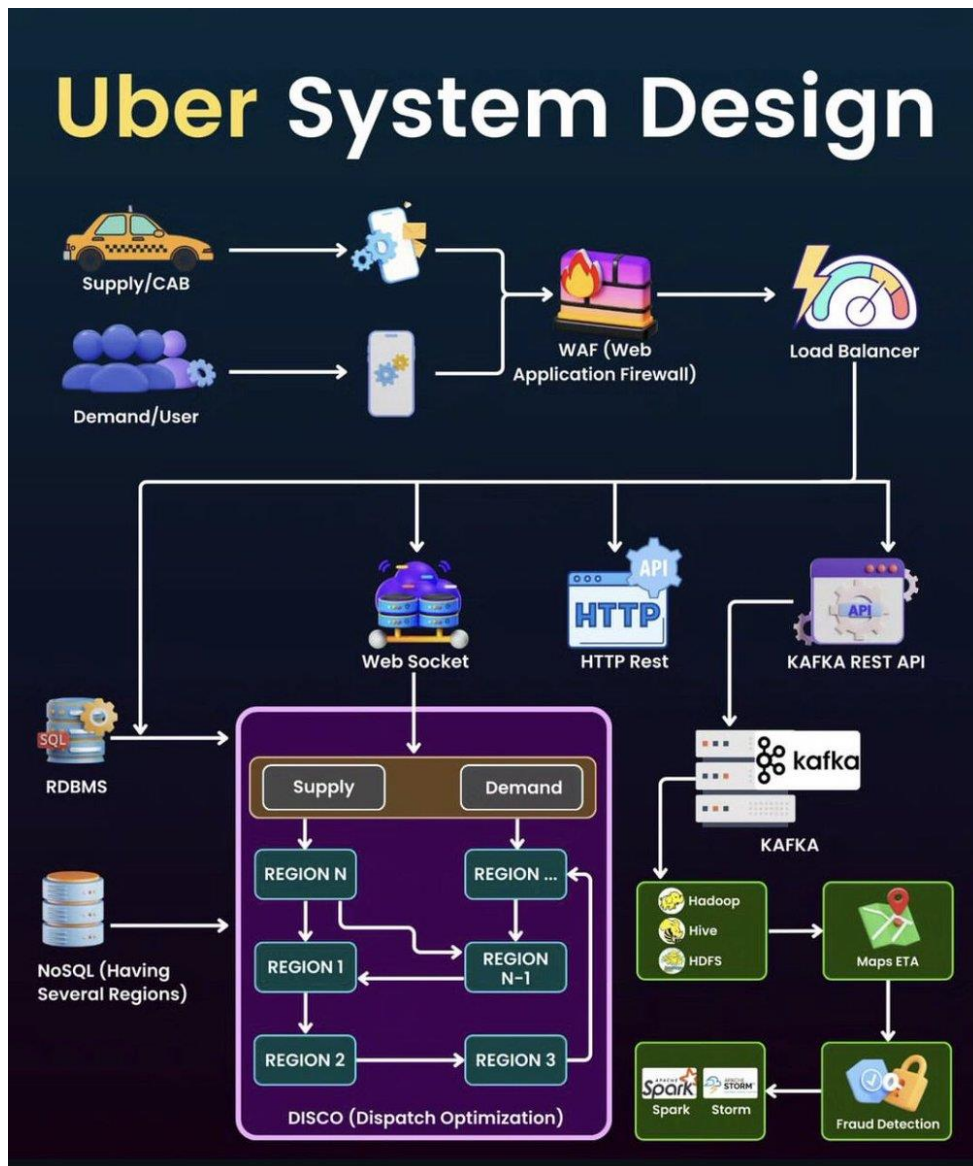 Uber System Design
Supply/CAB
WAF (Web
Application Firewall)
Load Balancer
Demand/User
API
HTTP
API
Web Socket
HTTP Rest
KAFKA REST API
SQL
RDBMS
Supply
Demand
kafka
KAFKA
REGION N
REGION ...
Hadoop
Hive
HDFS
Maps ETA
NoSQL (Having
Several Regions)
REGION 1
REGION
N-1
REGION 2
REGION 3
DISCO (Dispatch Optimization)
APACHE
Spark
APACHE
STORM
Spark
Storm
Fraud Detection